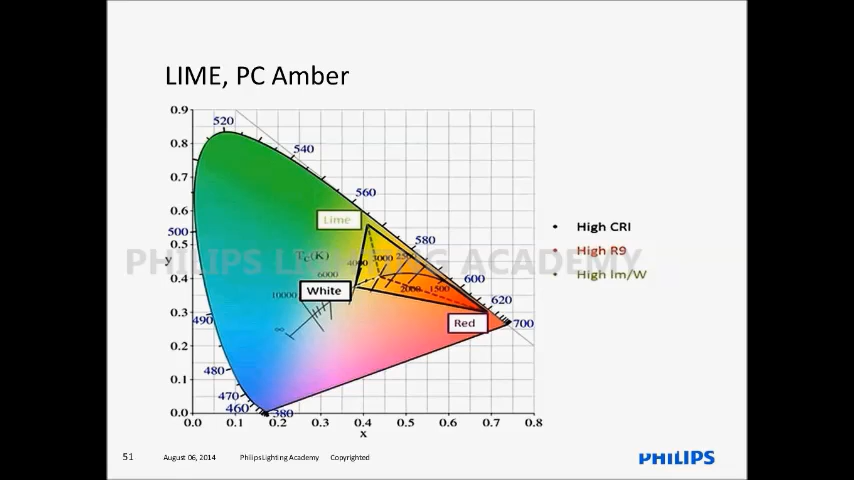 LIME, PC Amber
0.9
520
0.8
540
0.7
560
0.6
Lime
500
0.5
580
y
Tc(K)
4000
3000
2500
0.4
6000
600
White
2000
1500
10000
620
0.3
Red
700
490
∞
0.2
480
0.1
470
460
380
0.0
0.0 0.1 0.2 0.3 0.4 0.5 0.6 0.7 0.8
x
• High CRI
• High R9
• High lm/W
PHILIPS LIGHTING ACADEMY
51 August 06, 2014 Philips Lighting Academy Copyrighted
PHILIPS